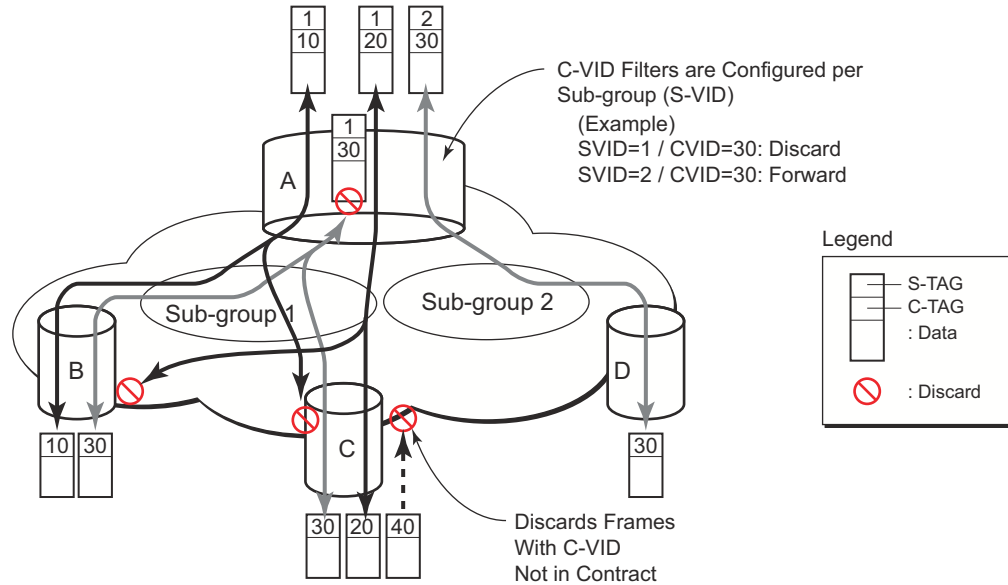 1
10
1
20
2
30
C-VID Filters are Configured per
Sub-group (S-VID)
(Example)
SVID=1 / CVID=30: Discard
SVID=2 / CVID=30: Forward
1
30
A
Legend
S-TAG
C-TAG
: Data
: Discard
Sub-group 1
Sub-group 2
B
D
C
10
30
30
30
20
40
Discards Frames
With C-VID
Not in Contract